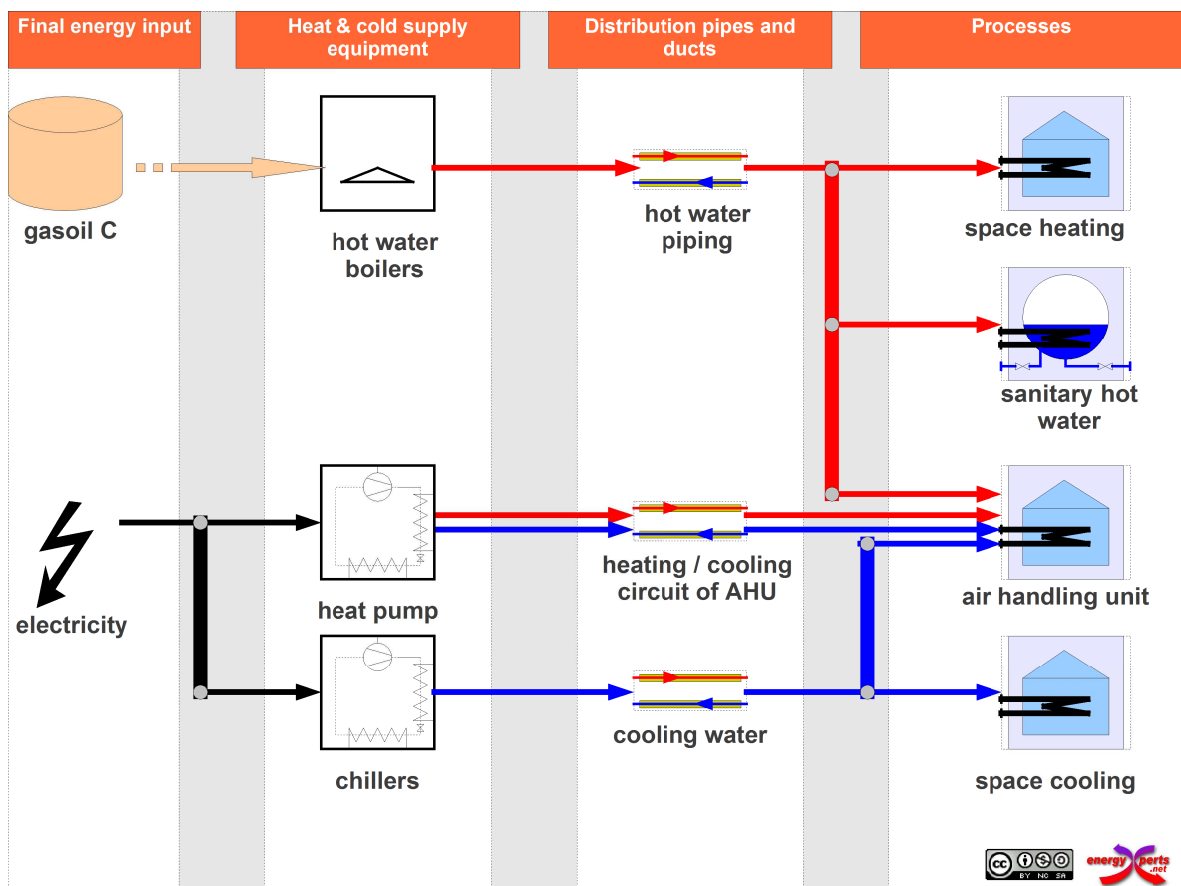 Final energy input
Heat & cold supply
equipment
Distribution pipes and
ducts
Processes
gasoil C
hot water
boilers
hot water
piping
space heating
sanitary hot
water
electricity
heat pump
heating / cooling
circuit of AHU
air handling unit
chillers
cooling water
space cooling
cc
BY NC SA
energyXperts
.net